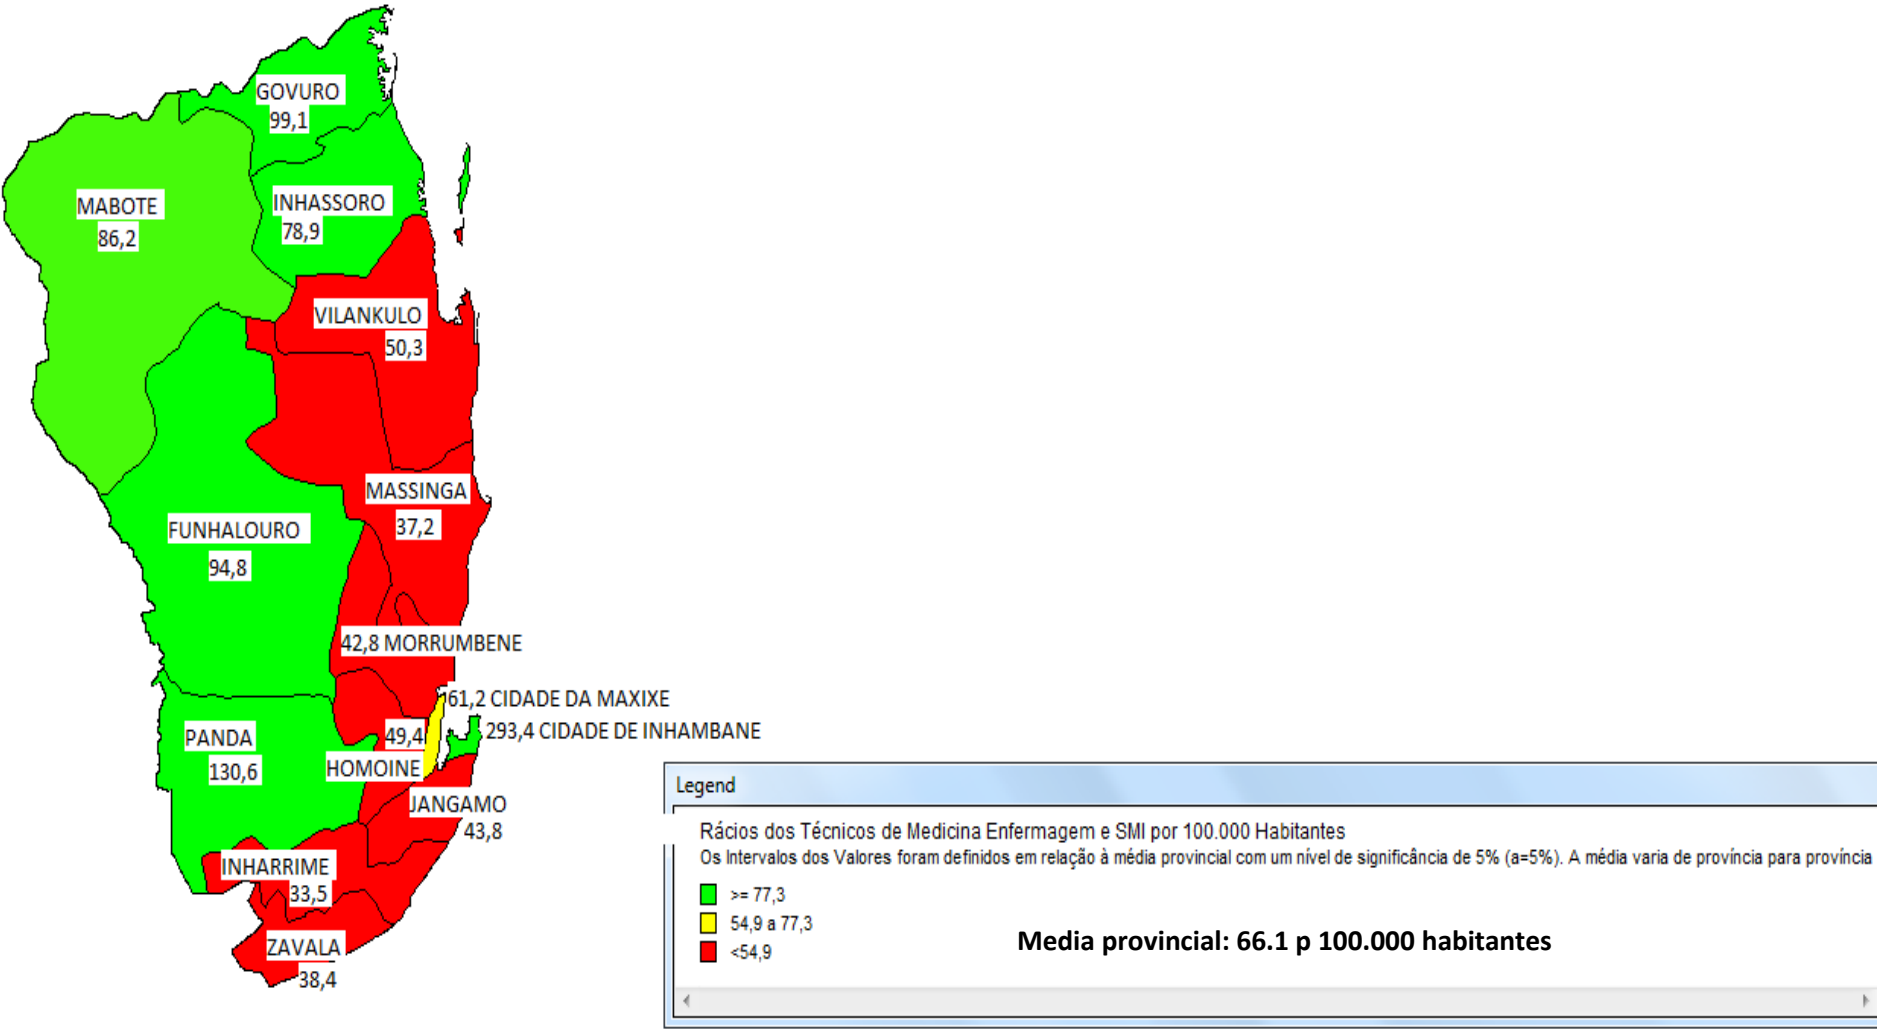 GOVURO
99,1
MABOTE
86,2
INHASSORO
78,9
VILANKULO
50,3
MASSINGA
37,2
FUNHALOURO
94,8
42,8 MORRUMBENE
61,2 CIDADE DA MAXIXE
293,4 CIDADE DE INHAMBANE
PANDA
130,6
49,4
HOMOINE
JANGAMO
43,8
INHARRIME
33,5
ZAVALA
38,4
Legend
Rácios dos Técnicos de Medicina Enfermagem e SMI por 100.000 Habitantes
Os Intervalos dos Valores foram definidos em relação à média provincial com um nível de significância de 5% (a=5%). A média varia de província para província
>= 77,3
54,9 a 77,3
<54,9
Media provincial: 66.1 p 100.000 habitantes